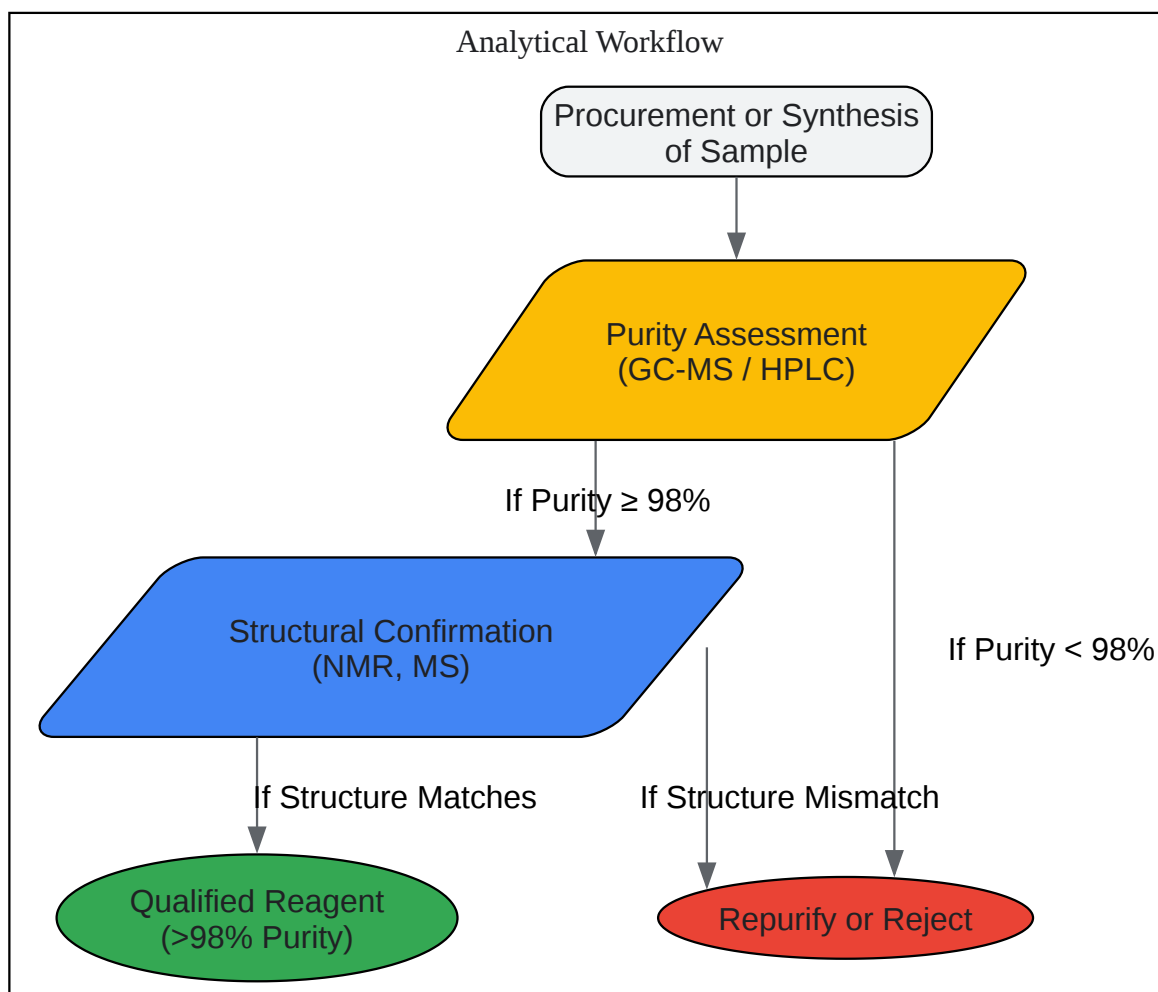 Analytical Workflow
Procurement or Synthesis
of Sample
Purity Assessment
(GC-MS / HPLC)
If Purity ≥ 98%
Structural Confirmation
(NMR, MS)
If Purity < 98%
If Structure Matches
If Structure Mismatch
Qualified Reagent
(>98% Purity)
Repurify or Reject